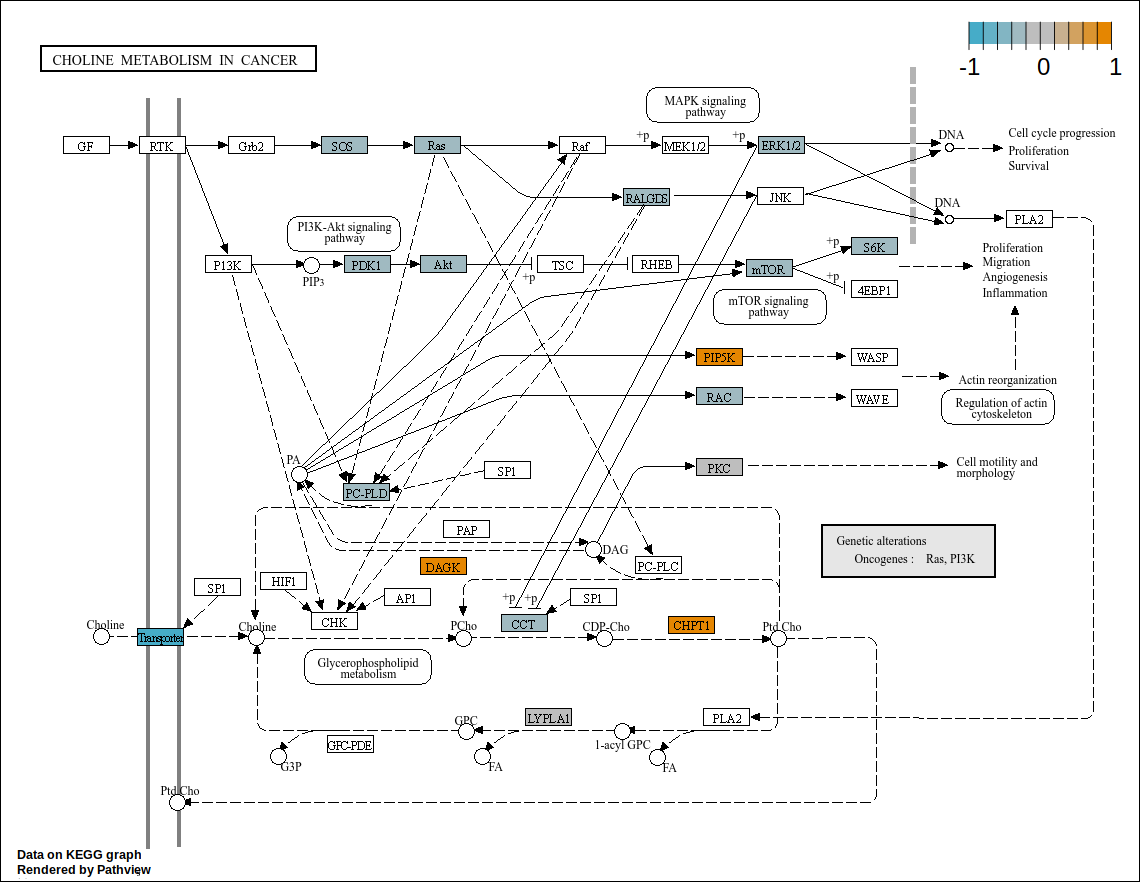 CHOLINE METABOLISM IN CANCER
-1 0 1
MAPK signaling
pathway
GF
RTK
Grb2
SOS
Ras
Raf
+p
MEK1/2
+p
ERK1/2
DNA
Cell cycle progression
Proliferation
Survival
RALGDS
JNK
DNA
PLA2
PI3K-Akt signaling
pathway
P13K
PIP3
PDK1
Akt
+p
TSC
RHEB
mTOR
+p
S6K
+p
4EBP1
Proliferation
Migration
Angiogenesis
Inflammation
mTOR signaling
pathway
PIP5K
WASP
Actin reorganization
RAC
WAVE
Regulation of actin
cytoskeleton
PA
PC-PLD
SP1
PKC
Cell motility and
morphology
PAP
DAG
DAGK
PC-PLC
Genetic alterations
Oncogenes : Ras, PI3K
SP1
HIF1
AP1
CHK
+p +p
SP1
Choline
Transporter
Choline
PCho
CCT
CDP-Cho
CHPT1
Ptd Cho
Glycerophospholipid
metabolism
GPC
LYPLA1
PLA2
GPC-PDE
1-acyl GPC
G3P
FA
FA
Ptd Cho
Data on KEGG graph
Rendered by Pathview